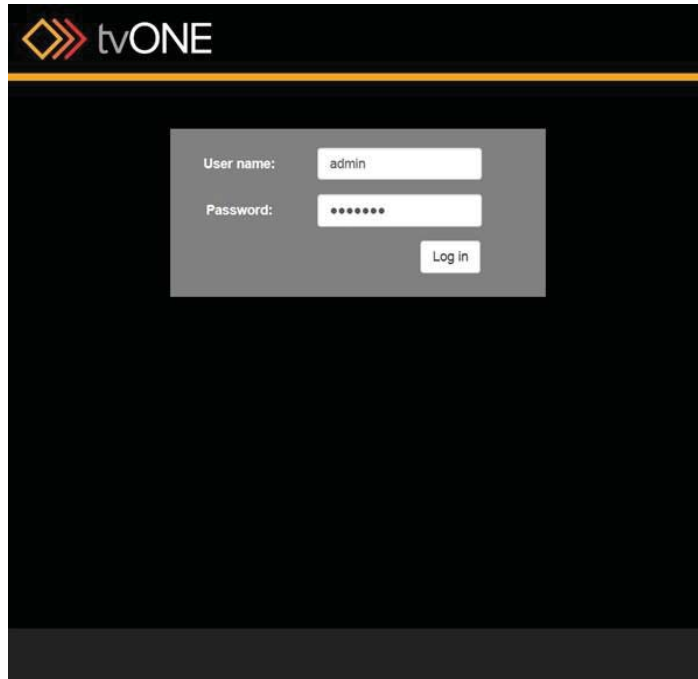 tvONE
User name: admin
Password: •••••••
Log in